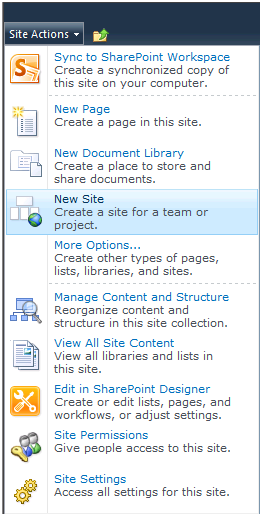 Site Actions
Sync to SharePoint Workspace
Create a synchronized copy of
this site on your computer.
New Page
Create a page in this site.
New Document Library
Create a place to store and
share documents.
New Site
Create a site for a team or
project.
More Options...
Create other types of pages,
lists, libraries, and sites.
Manage Content and Structure
Reorganize content and
structure in this site collection.
View All Site Content
View all libraries and lists in
this site.
Edit in SharePoint Designer
Create or edit lists, pages, and
workflows, or adjust settings.
Site Permissions
Give people access to this site.
Site Settings
Access all settings for this site.